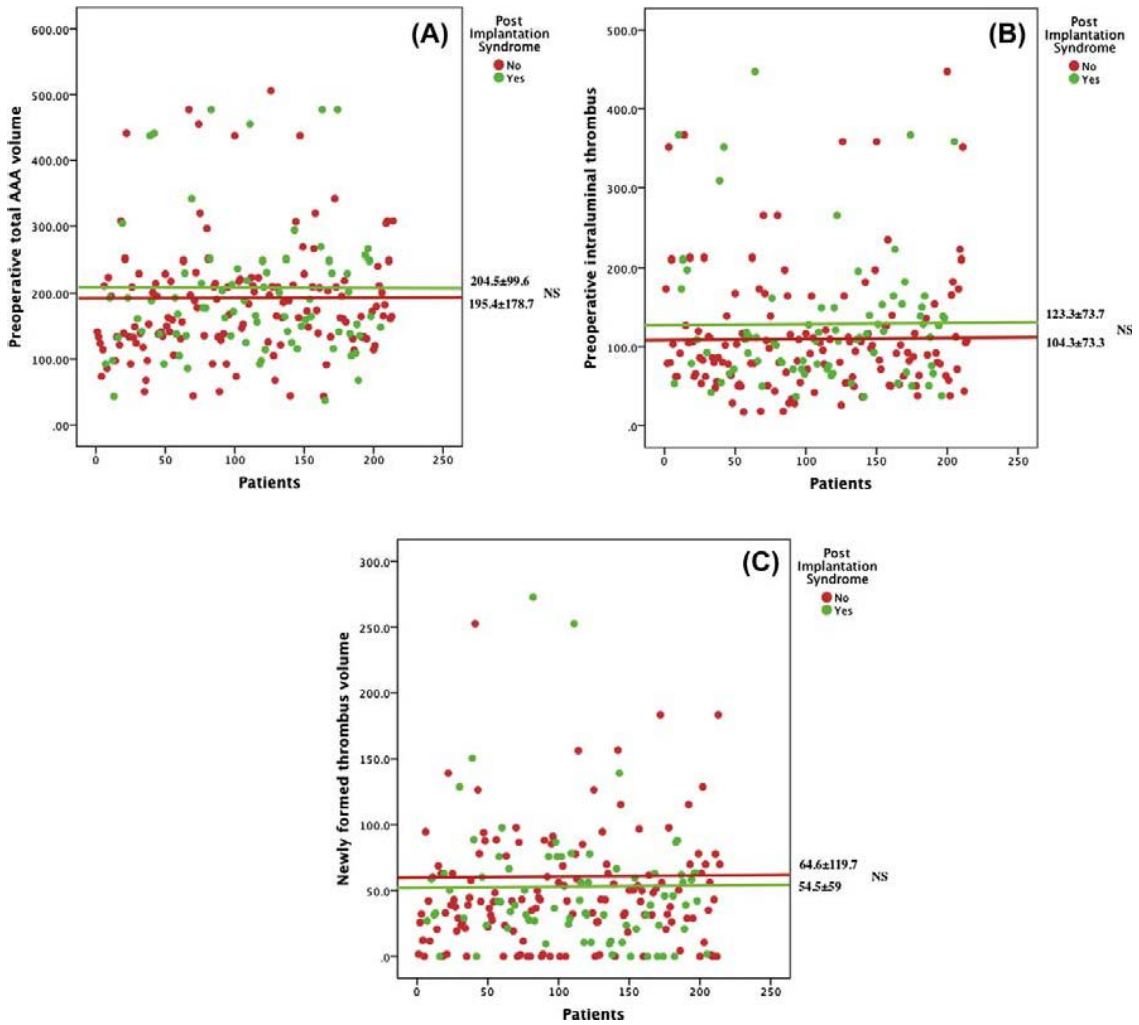 (A)
Post
Implantation
Syndrome
No
Yes
Preoperative total AAA volume
600.00
500.00
400.00
300.00
200.00
100.00
.00
204.5±99.6
NS
195.4±178.7
0 50 100 150 200 250
Patients
(B)
Post
Implantation
Syndrome
No
Yes
Preoperative intraluminal thrombus
500.0
400.0
300.0
200.0
100.0
.0
123.3±73.7
NS
104.3±73.3
0 50 100 150 200 250
Patients
(C)
Post
Implantation
Syndrome
No
Yes
Newly formed thrombus volume
300.0
250.0
200.0
150.0
100.0
50.0
.0
64.6±119.7
NS
54.5±59
0 50 100 150 200 250
Patients